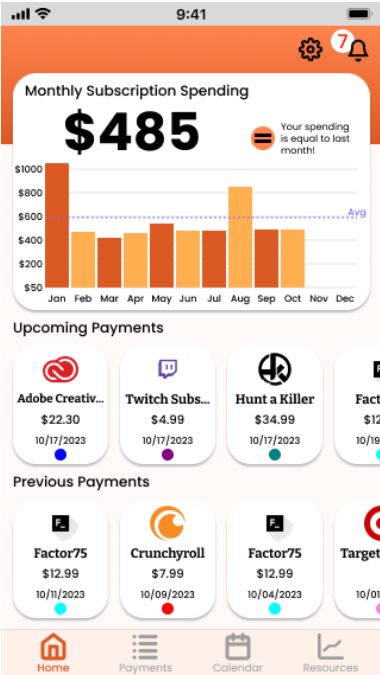 9:41
7
Monthly Subscription Spending
$485
Your spending
is equal to last
month!
$1000
$800
$600
$400
$200
$50
Avg
Jan Feb Mar Apr May Jun Jul Aug Sep Oct Nov Dec
Upcoming Payments
Adobe Creativ... Twitch Subs... Hunt a Killer Fact
$22.30 $4.99 $34.99 $12
10/17/2023 10/17/2023 10/17/2023 10/19
Previous Payments
F_ F_
Factor75 Crunchyroll Factor75 Target
$12.99 $7.99 $12.99
10/11/2023 10/09/2023 10/04/2023 10/01
Home Payments Calendar Resources